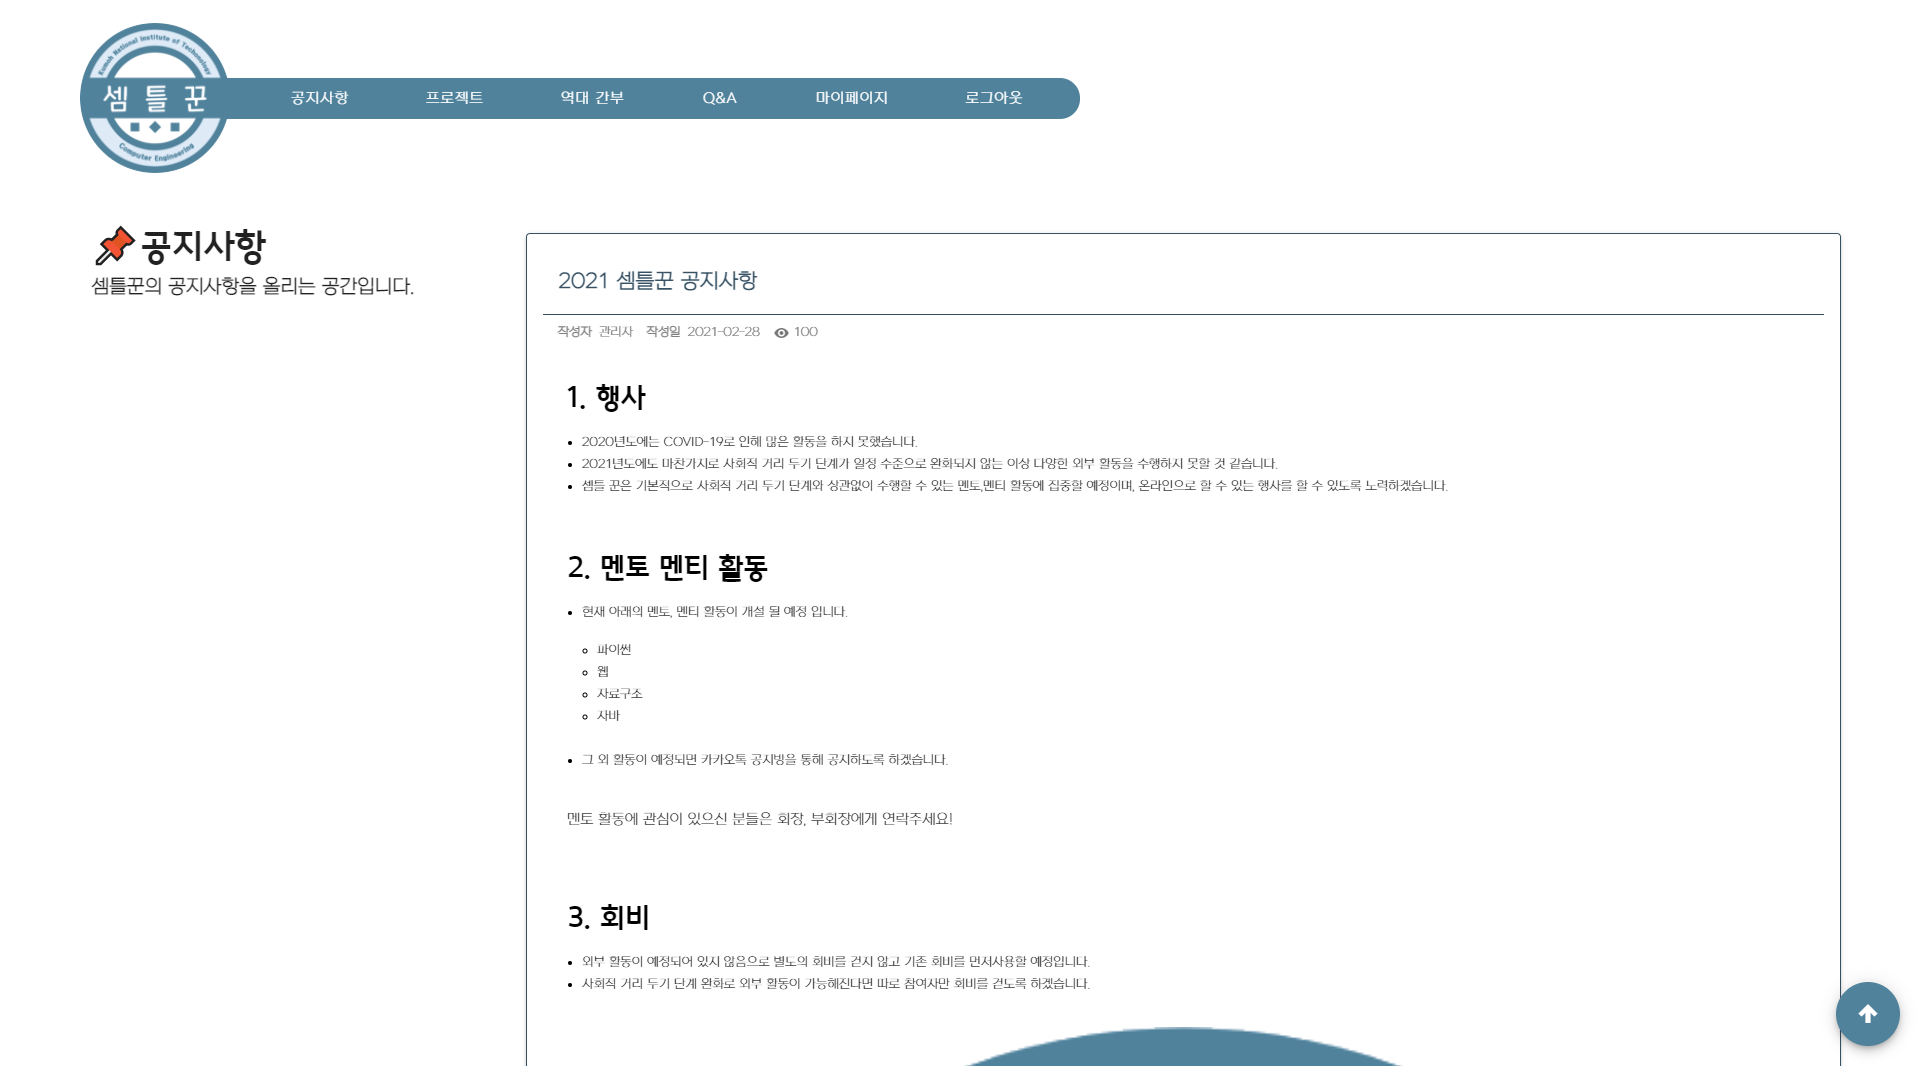 Kumoh National Institute of Technology
셈틀꾼
Computer Engineering
공지사항 프로젝트 역대 간부 Q&A 마이페이지 로그아웃
공지사항
셈틀꾼의 공지사항을 올리는 공간입니다.
2021 셈틀꾼 공지사항
작성자 관리자 작성일 2021-02-28 100
1. 행사
2020년도에는 COVID-19로 인해 많은 활동을 하지 못했습니다.
2021년도에도 마찬가지로 사회적 거리 두기 단계가 일정 수준으로 완화되지 않는 이상 다양한 외부 활동을 수행하지 못할 것 같습니다.
셈틀 꾼은 기본적으로 사회적 거리 두기 단계와 상관없이 수행할 수 있는 멘토,멘티 활동에 집중할 예정이며, 온라인으로 할 수 있는 행사를 할 수 있도록 노력하겠습니다.
2. 멘토 멘티 활동
현재 아래의 멘토, 멘티 활동이 개설 될 예정 입니다.
파이썬
웹
자료구조
자바
그 외 활동이 예정되면 카카오톡 공지방을 통해 공지하도록 하겠습니다.
멘토 활동에 관심이 있으신 분들은 회장, 부회장에게 연락주세요!
3. 회비
외부 활동이 예정되어 있지 않음으로 별도의 회비를 걷지 않고 기존 회비를 먼저사용할 예정입니다.
사회적 거리 두기 단계 완화로 외부 활동이 가능해진다면 따로 참여자만 회비를 걷도록 하겠습니다.